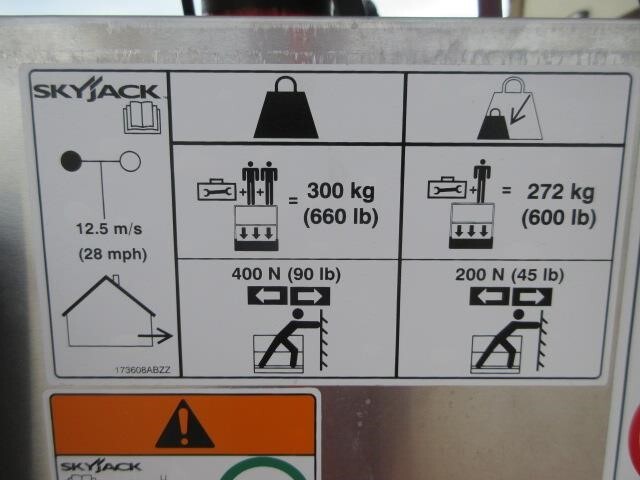 SKYJACK
12.5 m/s
(28 mph)
173608ABZZ
+ + = 300 kg
(660 lb)
400 N (90 lb)
+ = 272 kg
(600 lb)
200 N (45 lb)
SKYJACK